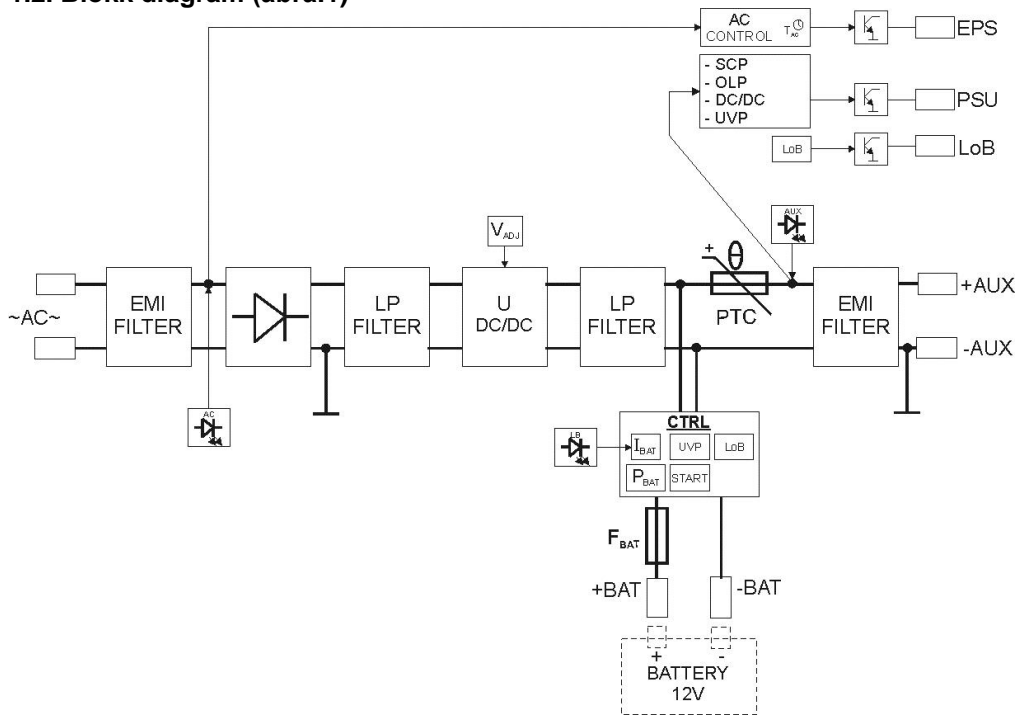 AC
CONTROL T AC
EPS
- SCP
- OLP
- DC/DC
- UVP
PSU
LoB
LoB
AUX
V ADJ
~AC~
EMI
FILTER
LP
FILTER
U
DC/DC
LP
FILTER
+ θ
PTC
EMI
FILTER
+AUX
-AUX
AC
LB
CTRL
I BAT
UVP
LoB
P BAT
START
F BAT
+BAT
-BAT
+ -
BATTERY
12V